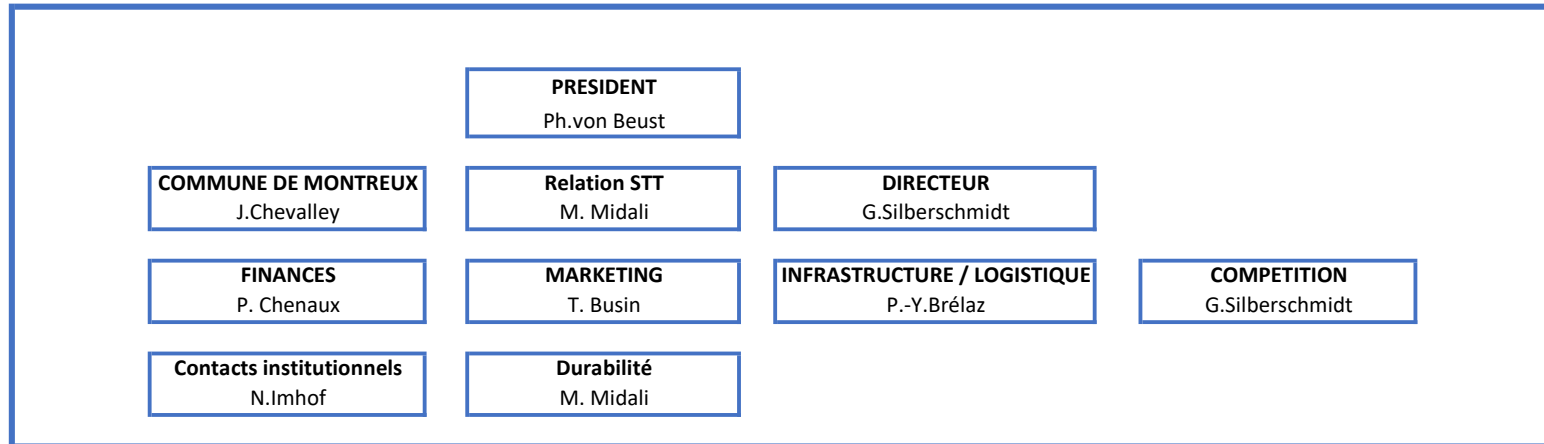 PRESIDENT
Ph.von Beust
COMMUNE DE MONTREUX
J.Chevalley
Relation STT
M. Midali
DIRECTEUR
G.Silberschmidt
FINANCES
P. Chenaux
MARKETING
T. Busin
INFRASTRUCTURE / LOGISTIQUE
P.-Y.Brélaz
COMPETITION
G.Silberschmidt
Contacts institutionnels
N.Imhof
Durabilité
M. Midali